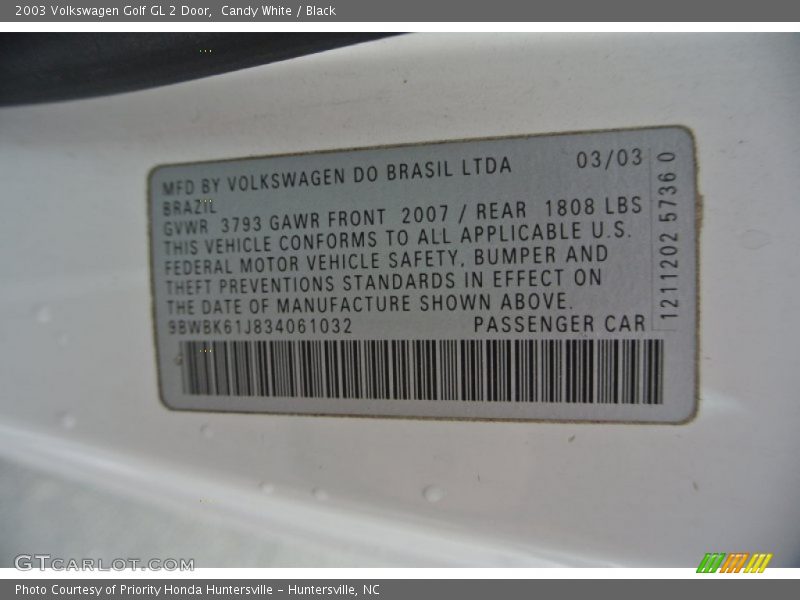 2003 Volkswagen Golf GL 2 Door,  Candy White / Black
MFD BY VOLKSWAGEN DO BRASIL LTDA 03/03
BRAZIL
GVWR 3793 GAWR FRONT 2007 / REAR 1808 LBS
THIS VEHICLE CONFORMS TO ALL APPLICABLE U.S.
FEDERAL MOTOR VEHICLE SAFETY, BUMPER AND
THEFT PREVENTIONS STANDARDS IN EFFECT ON
THE DATE OF MANUFACTURE SHOWN ABOVE.
9BWBK61J834061032 PASSENGER CAR
1211202 5736 0
GTCARLOT.COM
Photo Courtesy of Priority Honda Huntersville – Huntersville, NC